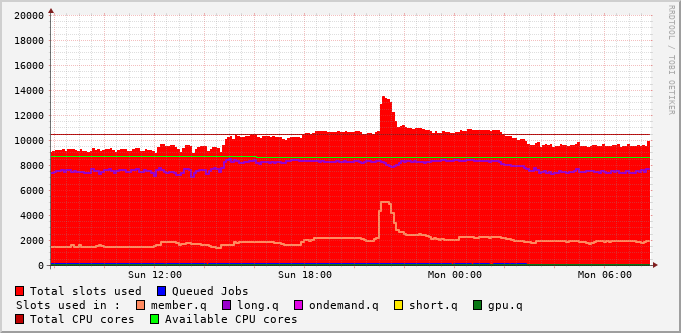 20000
18000
16000
14000
12000
10000
8000
6000
4000
2000
0
Sun 12:00 Sun 18:00 Mon 00:00 Mon 06:00
RRDTOOL / TOBI OETIKER
Total slots used Queued Jobs
Slots used in : member.q long.q ondemand.q short.q gpu.q
Total CPU cores Available CPU cores